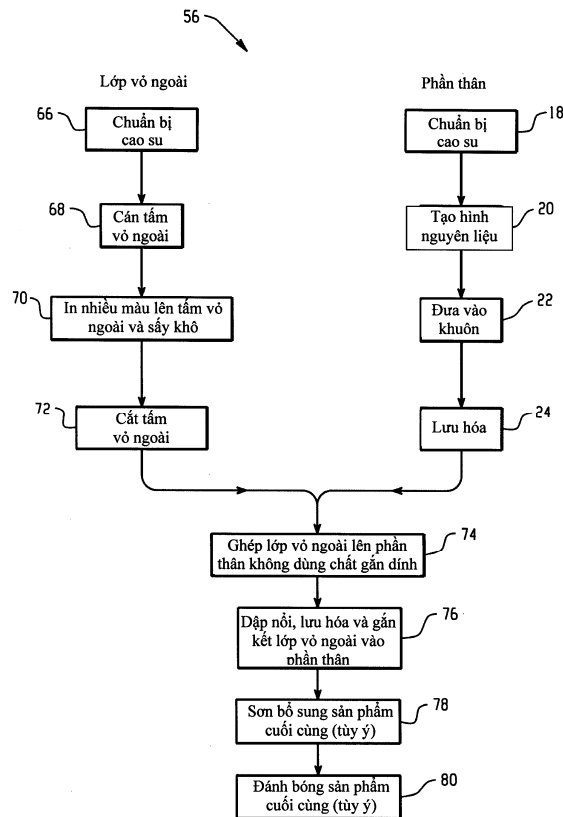 56
Lớp vỏ ngoài
Phần thân
66
Chuẩn bị
cao su
Chuẩn bị
cao su
18
68
Cán tấm
vỏ ngoài
Tạo hình
nguyên liệu
20
70
In nhiều màu lên tấm vỏ
ngoài và sấy khô
Đưa vào
khuôn
22
72
Cắt tấm
vỏ ngoài
Lưu hóa
24
Ghép lớp vỏ ngoài lên phần
thân không dùng chất gắn dính
74
Dập nổi, lưu hóa và gắn
kết lớp vỏ ngoài vào
phần thân
76
Sơn bổ sung sản phẩm
cuối cùng (tùy ý)
78
Đánh bóng sản phẩm
cuối cùng (tùy ý)
80